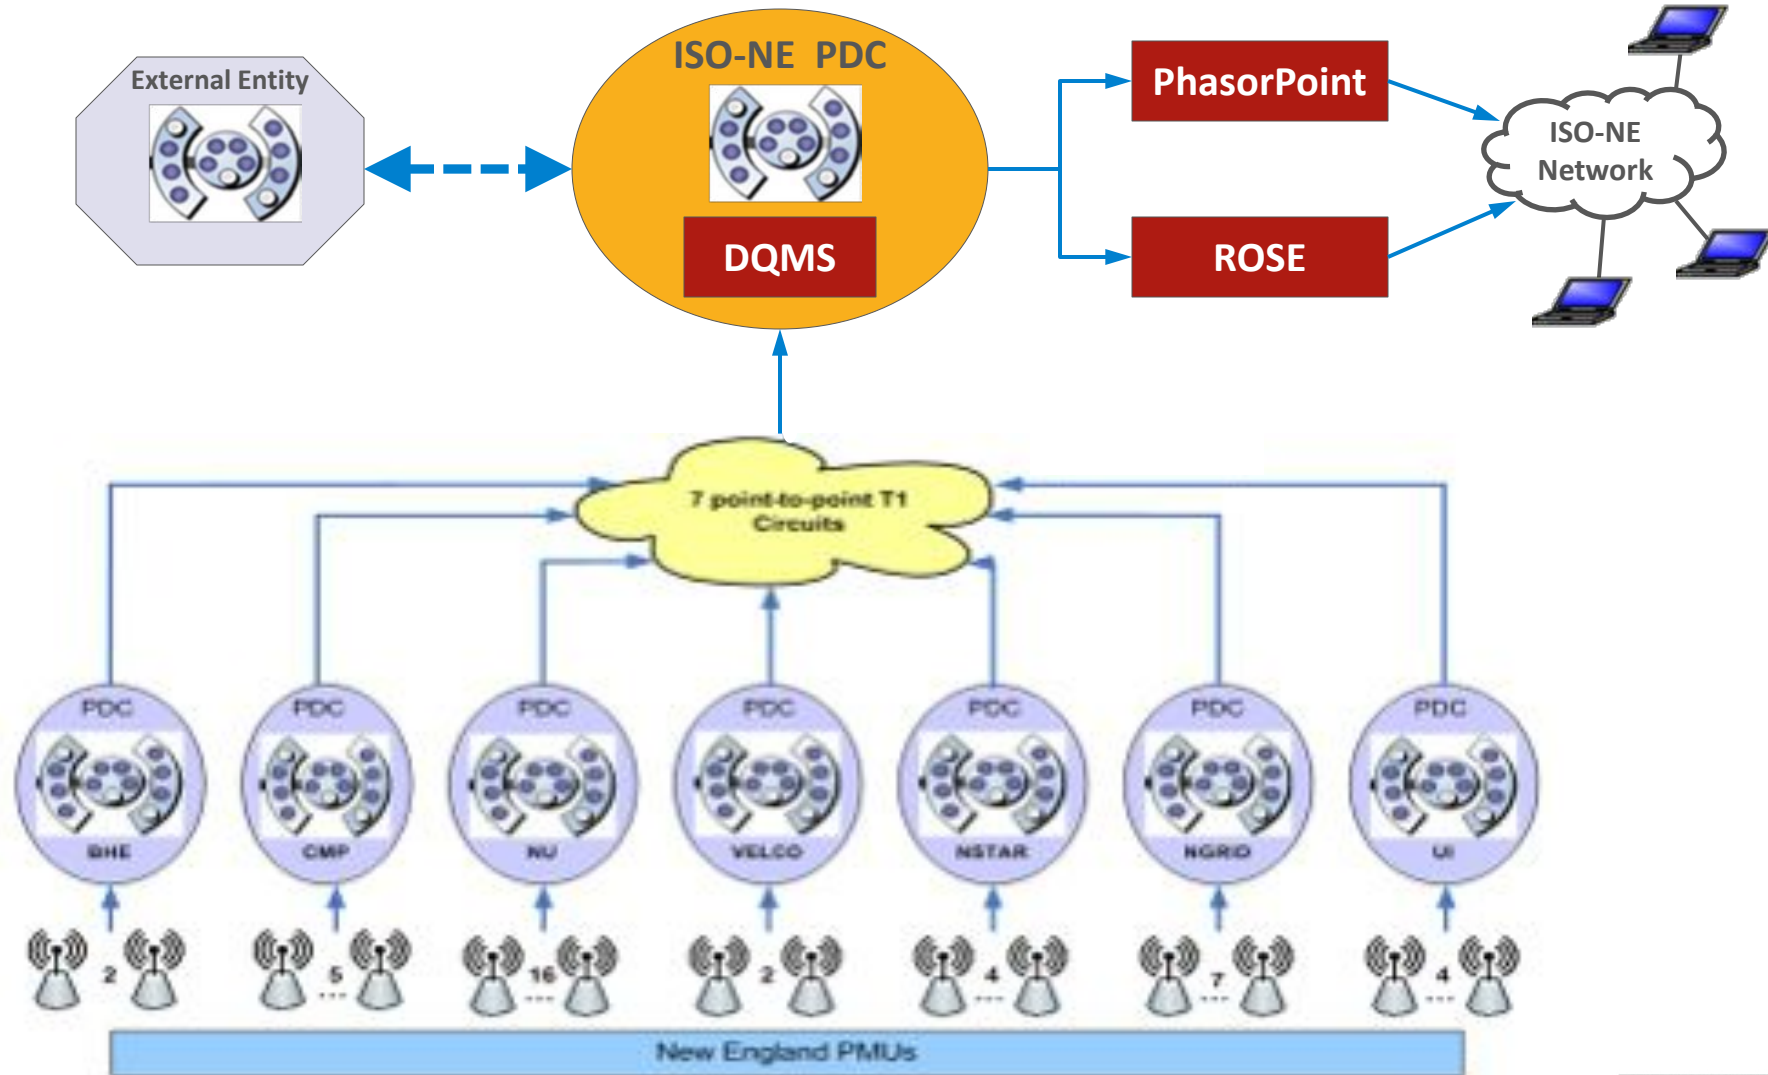 External Entity
ISO-NE PDC
DQMS
PhasorPoint
ROSE
ISO-NE
Network
7 point-to-point T1
Circuits
PDC
BHE
PDC
CMP
PDC
NU
PDC
VELCO
PDC
NSTAR
PDC
NGRID
PDC
UI
2
5
...
16
...
2
4
...
7
...
4
...
New England PMUs